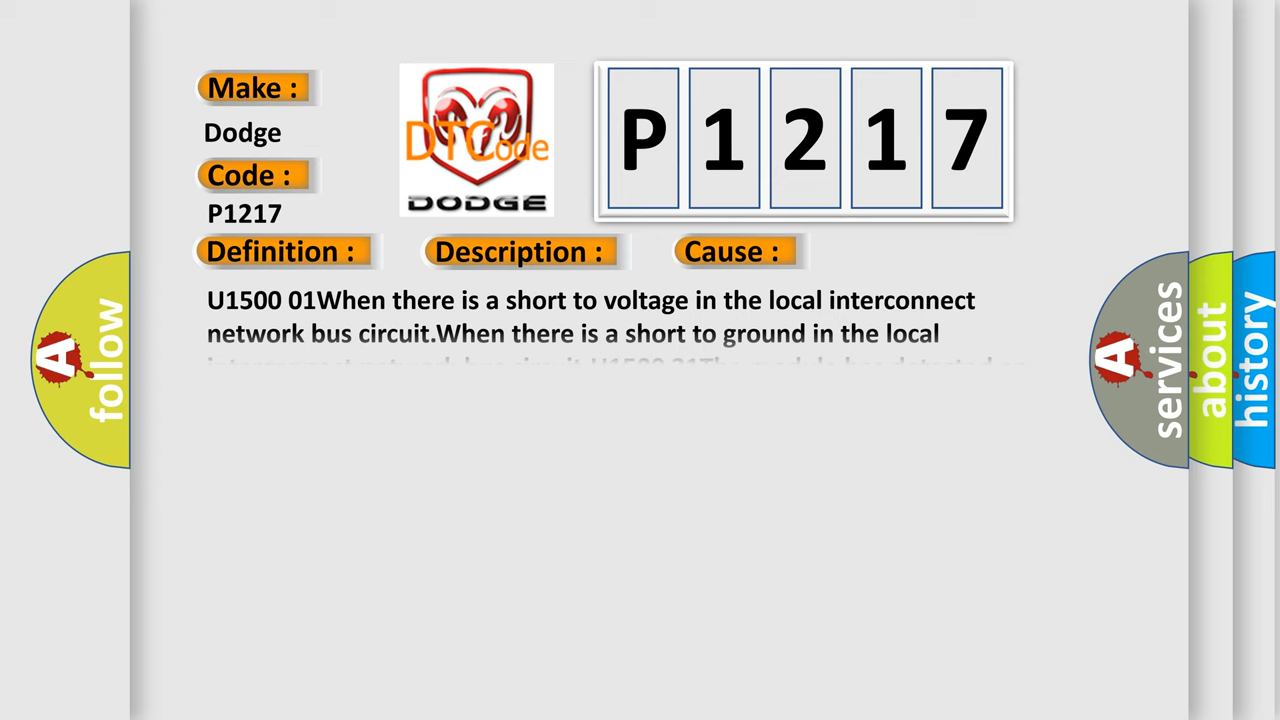 Make :
Dodge
Code :
P1217
DTCode
DODGE
P 1 2 1 7
Definition :
Description :
Cause :
U1500 01When there is a short to voltage in the local interconnect
network bus circuit.When there is a short to ground in the local
A follow
A services
about
history